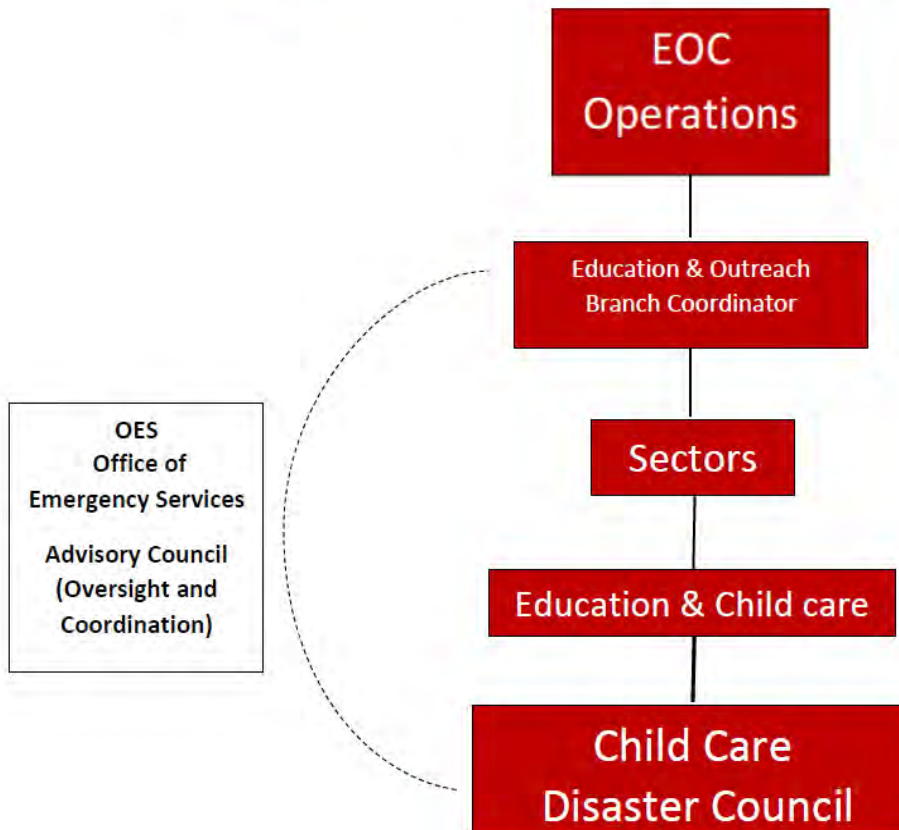 EOC
Operations
Education & Outreach
Branch Coordinator
OES
Office of
Emergency Services
Advisory Council
(Oversight and
Coordination)
Sectors
Education & Child care
Child Care
Disaster Council